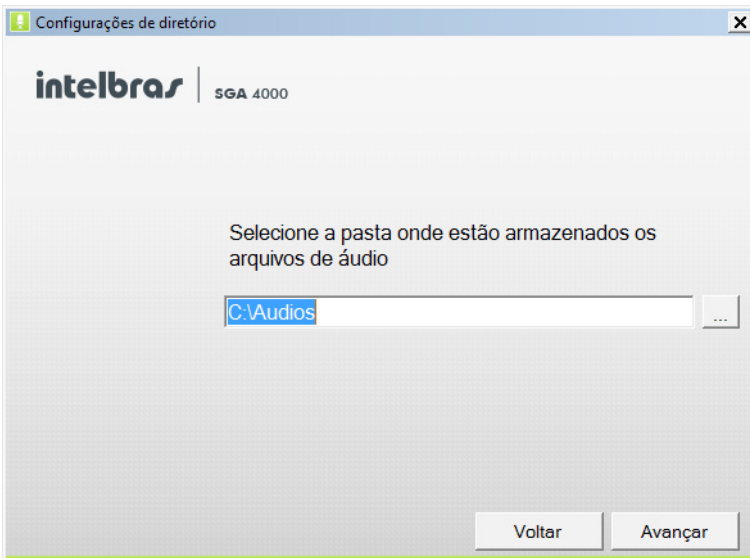 Configurações de diretório
intelbras SGA 4000
Selecione a pasta onde estão armazenados os
arquivos de áudio
C:\Audios
...
Voltar Avançar